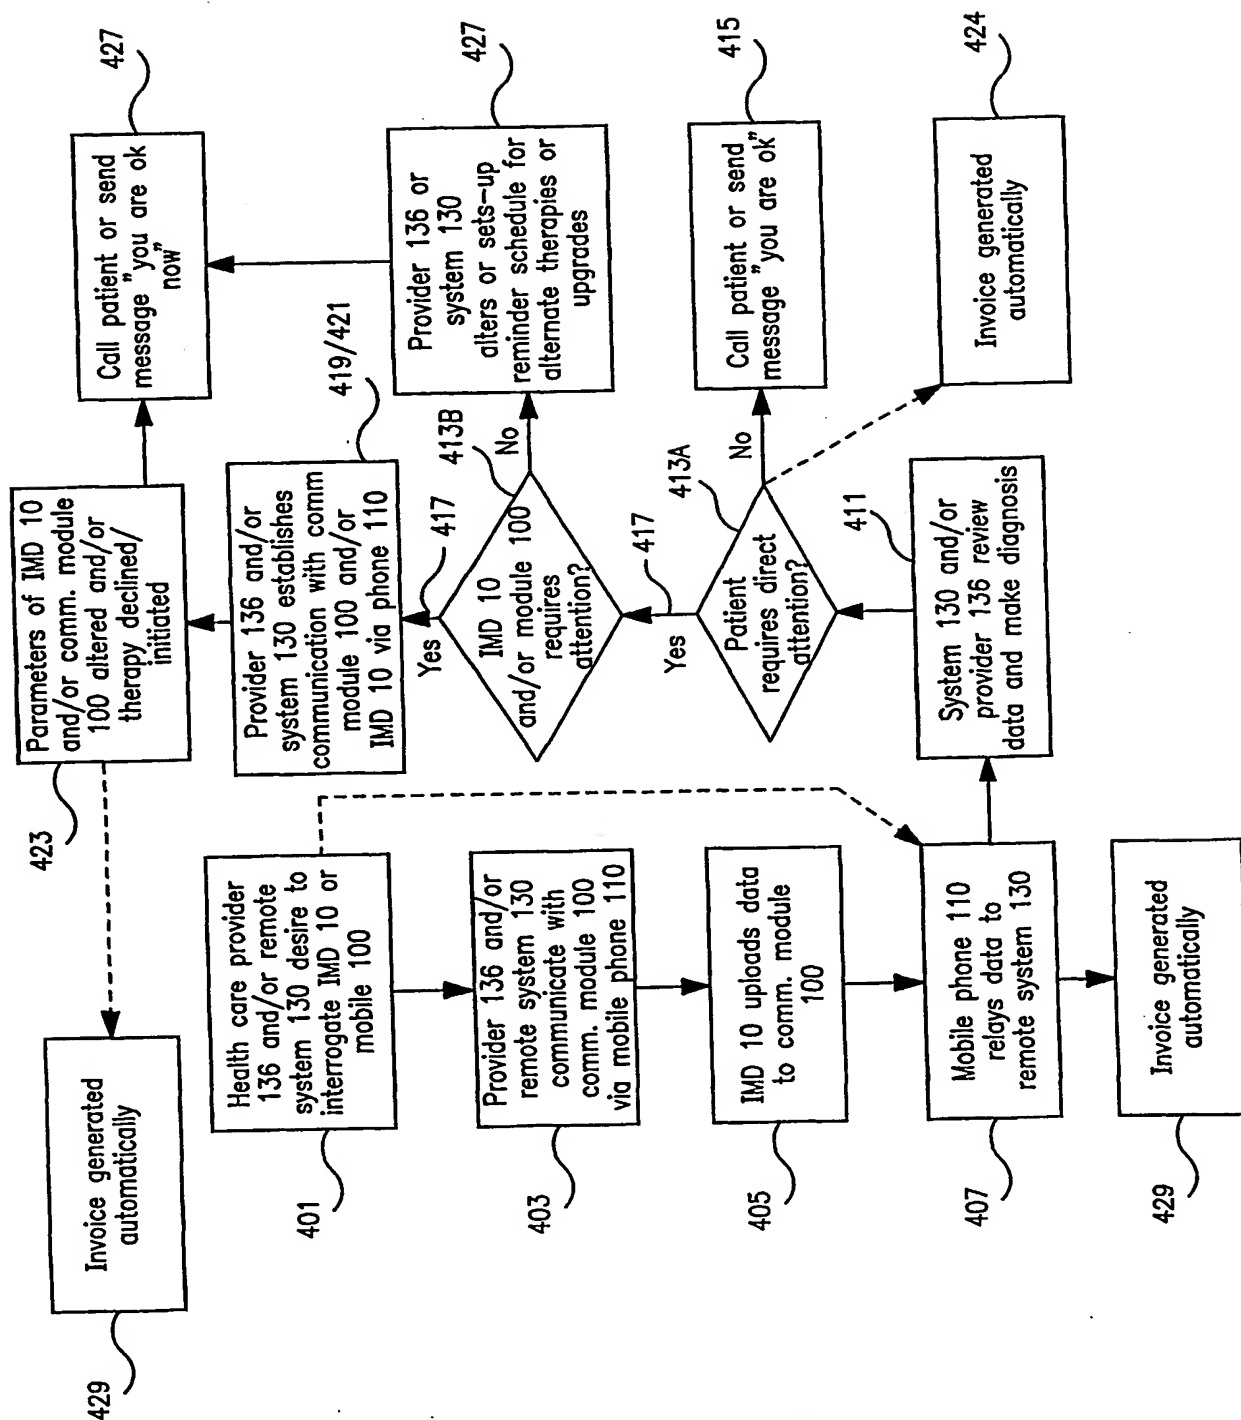 Invoice generated
automatically
429
Parameters of IMD 10
and/or comm. module
100 altered and/or
therapy declined/
initiated
423
Call patient or send
message "you are ok
now"
427
Health care provider
136 and/or remote
system 130 desire to
interrogate IMD 10 or
mobile 100
401
Provider 136 and/or
system 130 establishes
communication with comm
module 100 and/or
IMD 10 via phone 110
419/421
Provider 136 or
system 130
alters or sets-up
reminder schedule for
alternate therapies or
upgrades
427
Yes
417
IMD 10
and/or module 100
requires
attention?
413B
No
Provider 136 and/or
remote system 130
communicate with
comm. module 100
via mobile phone 110
403
Yes
417
Patient
requires direct
attention?
413A
No
Call patient or send
message "you are ok"
415
IMD 10 uploads data
to comm. module
100
405
System 130 and/or
provider 136 review
data and make diagnosis
411
Invoice generated
automatically
424
Mobile phone 110
relays data to
remote system 130
407
Invoice generated
automatically
429